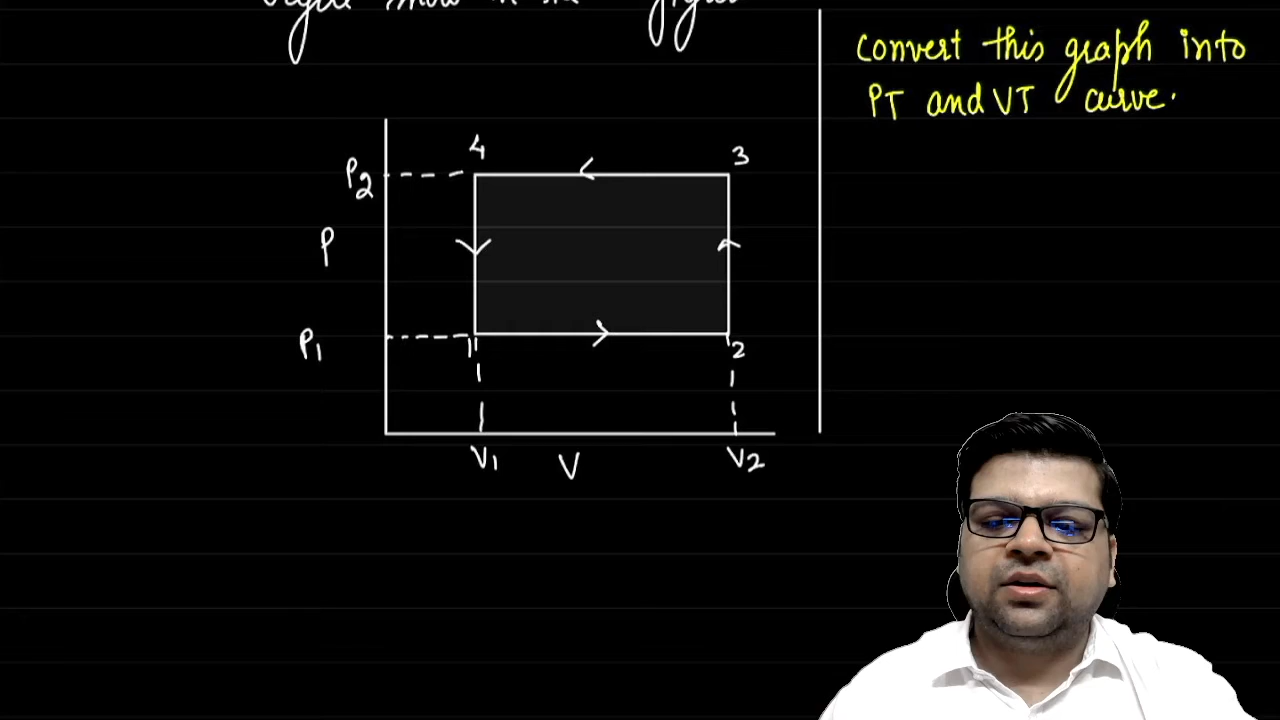 convert this graph into
PT and VT curve.
4
3
P2
P
P1
1
2
V1
V
V2